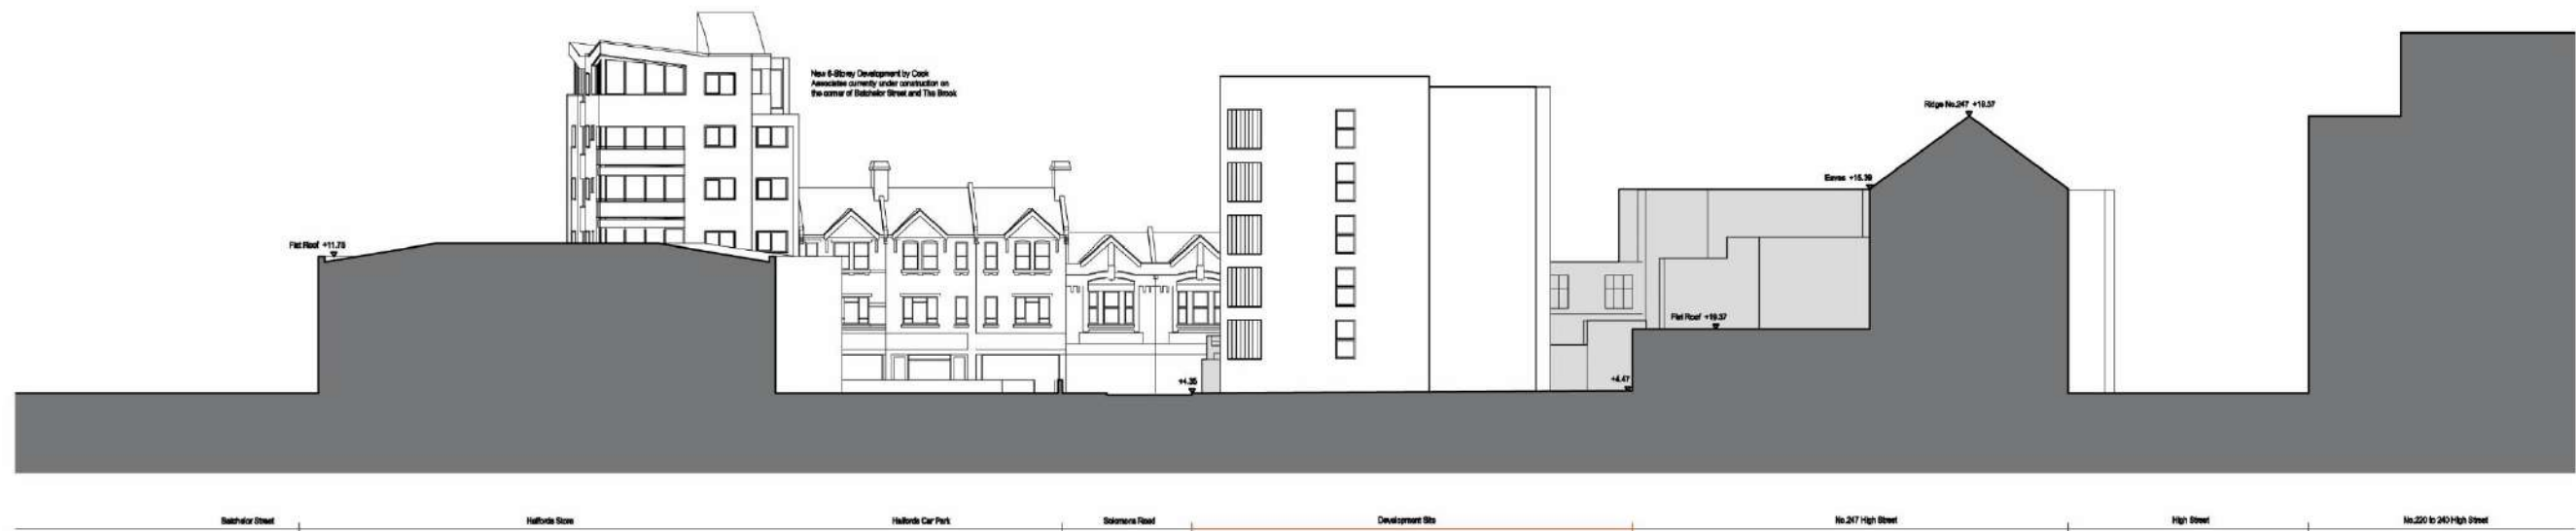 New 6-Storey Development by Cook
Associates currently under construction on
the corner of Batchelor Street and The Brook
Ridge No.247 +19.37
Eaves +15.39
Flat Roof +11.75
Flat Roof +19.37
+4.35
+4.47
Batchelor Street
Halfords Store
Halfords Car Park
Solomons Road
Development Site
No.247 High Street
High Street
No.220 to 240 High Street